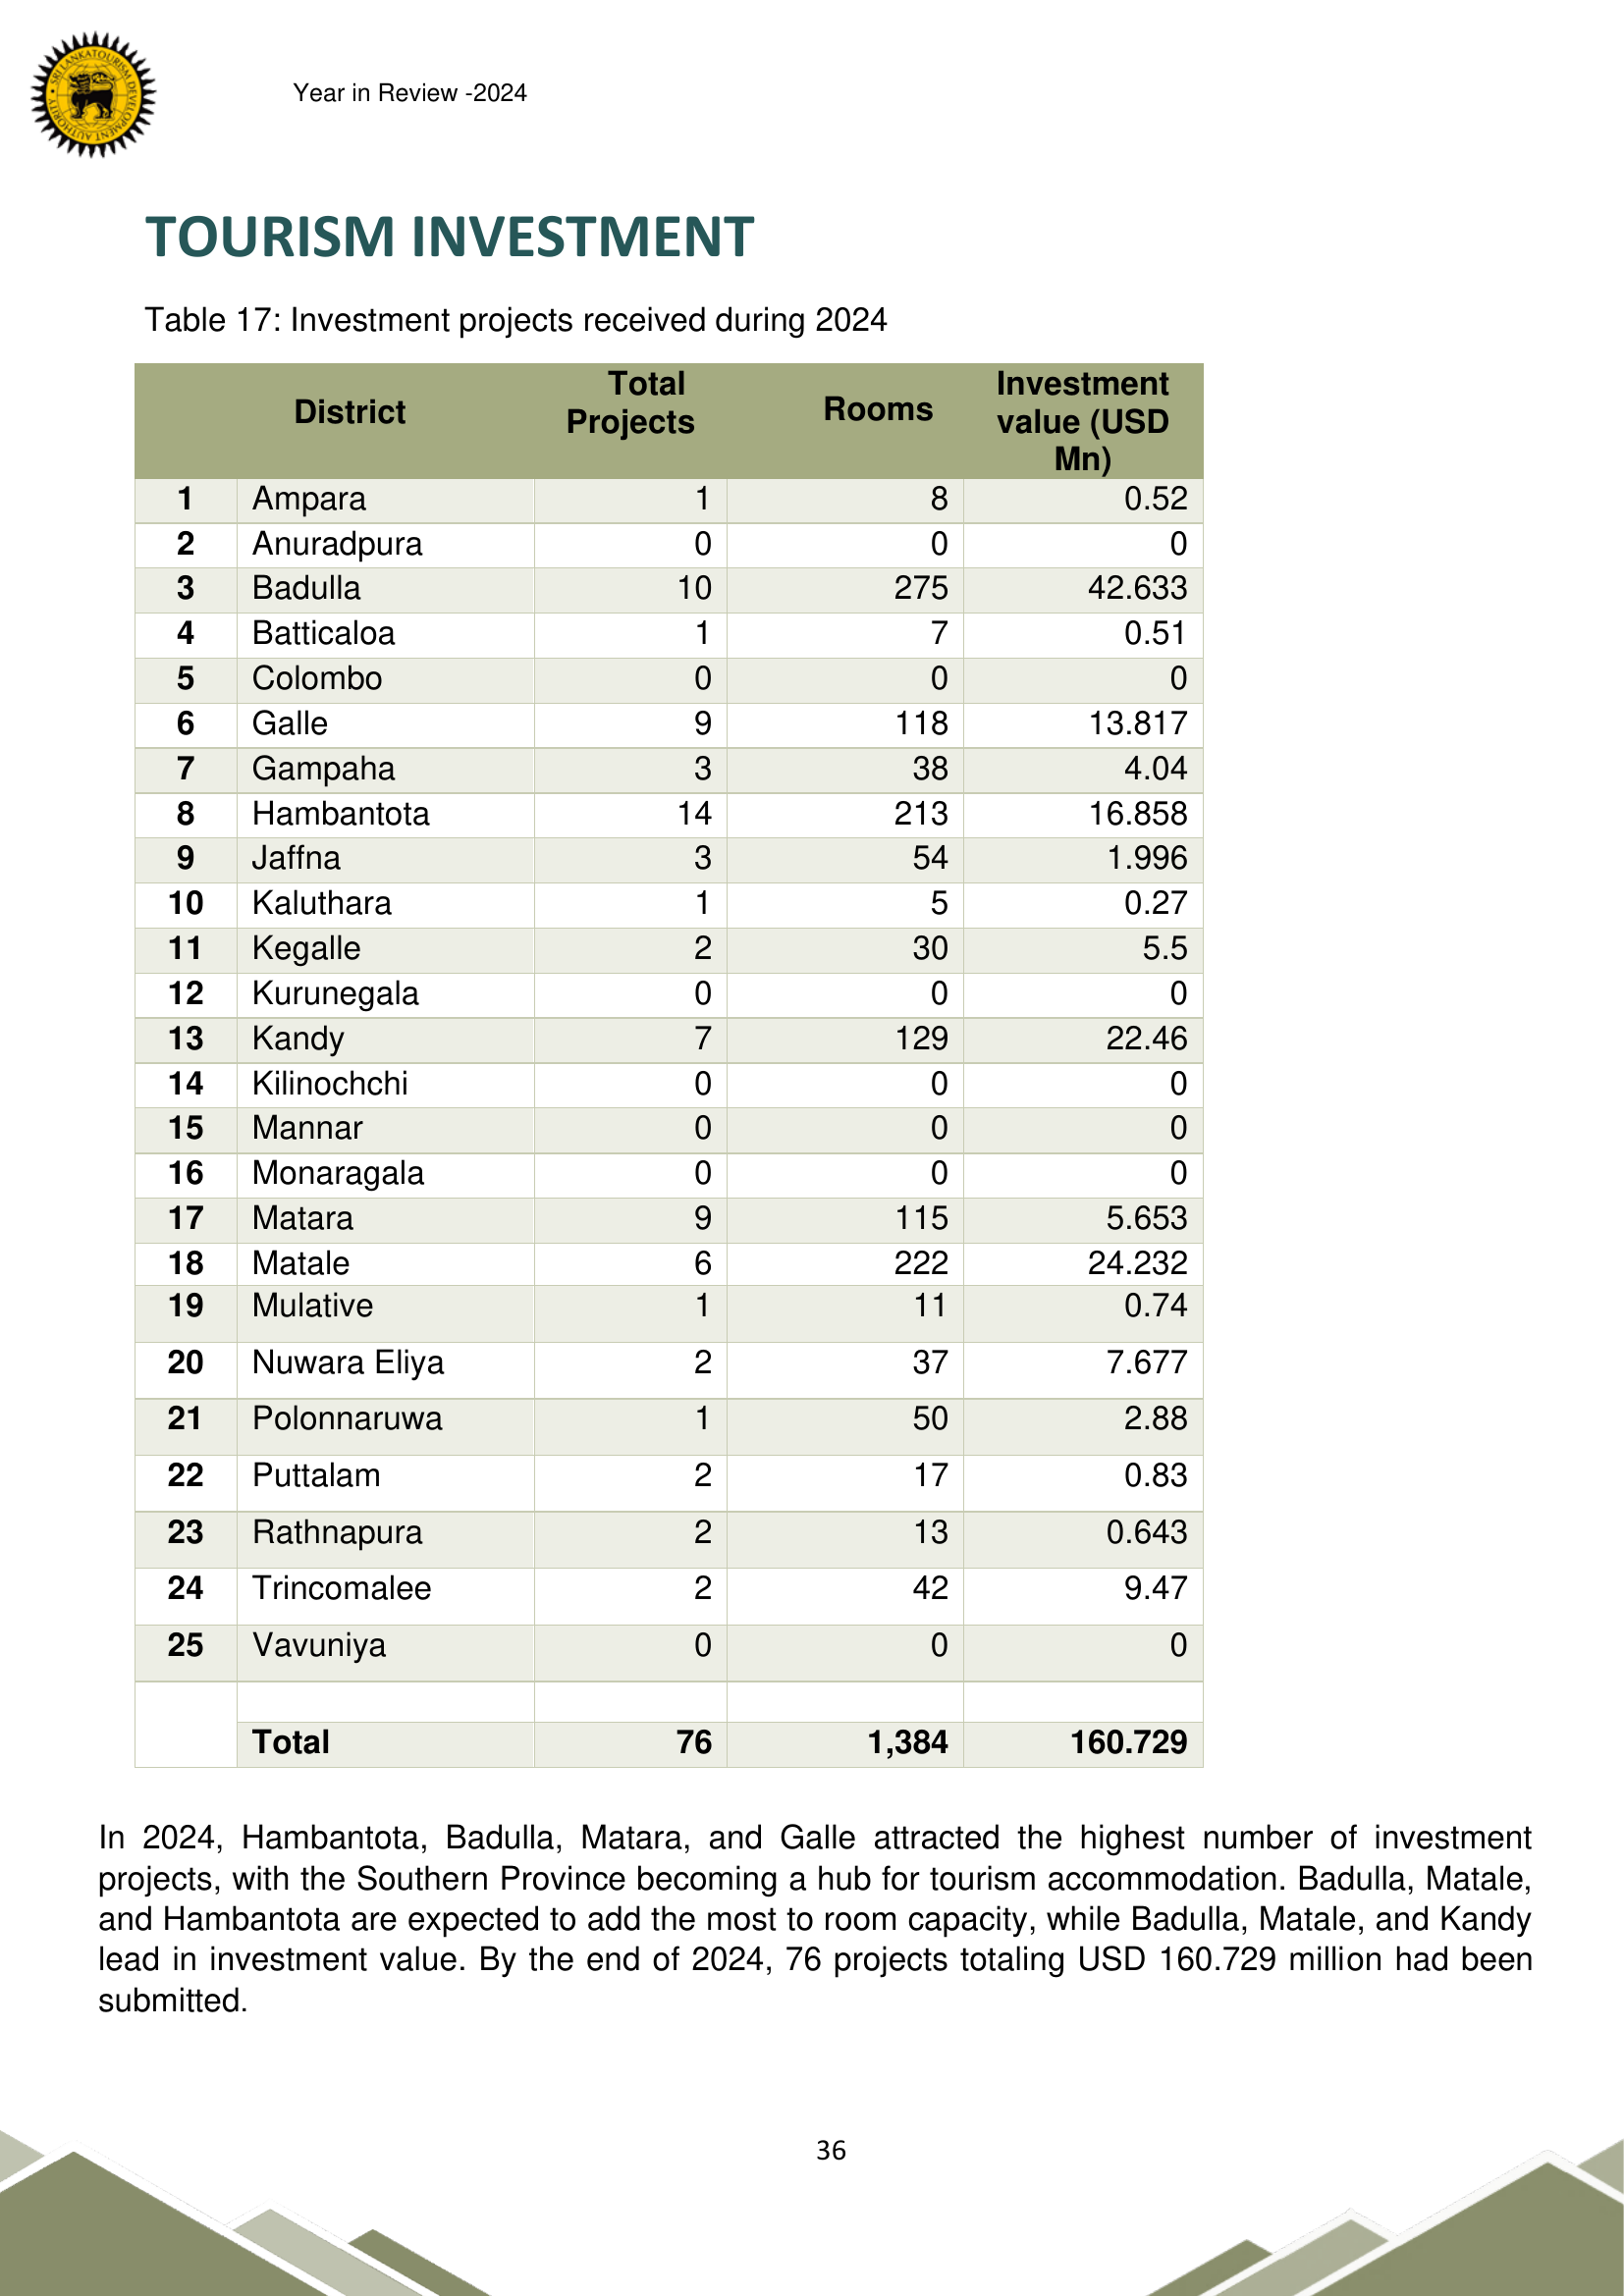 SRI LANKA TOURISM DEVELOPMENT AUTHORITY
Year in Review -2024
TOURISM INVESTMENT
Table 17: Investment projects received during 2024
District Total Projects Rooms Investment value (USD Mn)
1 Ampara 1 8 0.52
2 Anuradpura 0 0 0
3 Badulla 10 275 42.633
4 Batticaloa 1 7 0.51
5 Colombo 0 0 0
6 Galle 9 118 13.817
7 Gampaha 3 38 4.04
8 Hambantota 14 213 16.858
9 Jaffna 3 54 1.996
10 Kaluthara 1 5 0.27
11 Kegalle 2 30 5.5
12 Kurunegala 0 0 0
13 Kandy 7 129 22.46
14 Kilinochchi 0 0 0
15 Mannar 0 0 0
16 Monaragala 0 0 0
17 Matara 9 115 5.653
18 Matale 6 222 24.232
19 Mulative 1 11 0.74
20 Nuwara Eliya 2 37 7.677
21 Polonnaruwa 1 50 2.88
22 Puttalam 2 17 0.83
23 Rathnapura 2 13 0.643
24 Trincomalee 2 42 9.47
25 Vavuniya 0 0 0
Total 76 1,384 160.729
In 2024, Hambantota, Badulla, Matara, and Galle attracted the highest number of investment
projects, with the Southern Province becoming a hub for tourism accommodation. Badulla, Matale,
and Hambantota are expected to add the most to room capacity, while Badulla, Matale, and Kandy
lead in investment value. By the end of 2024, 76 projects totaling USD 160.729 million had been
submitted.
36